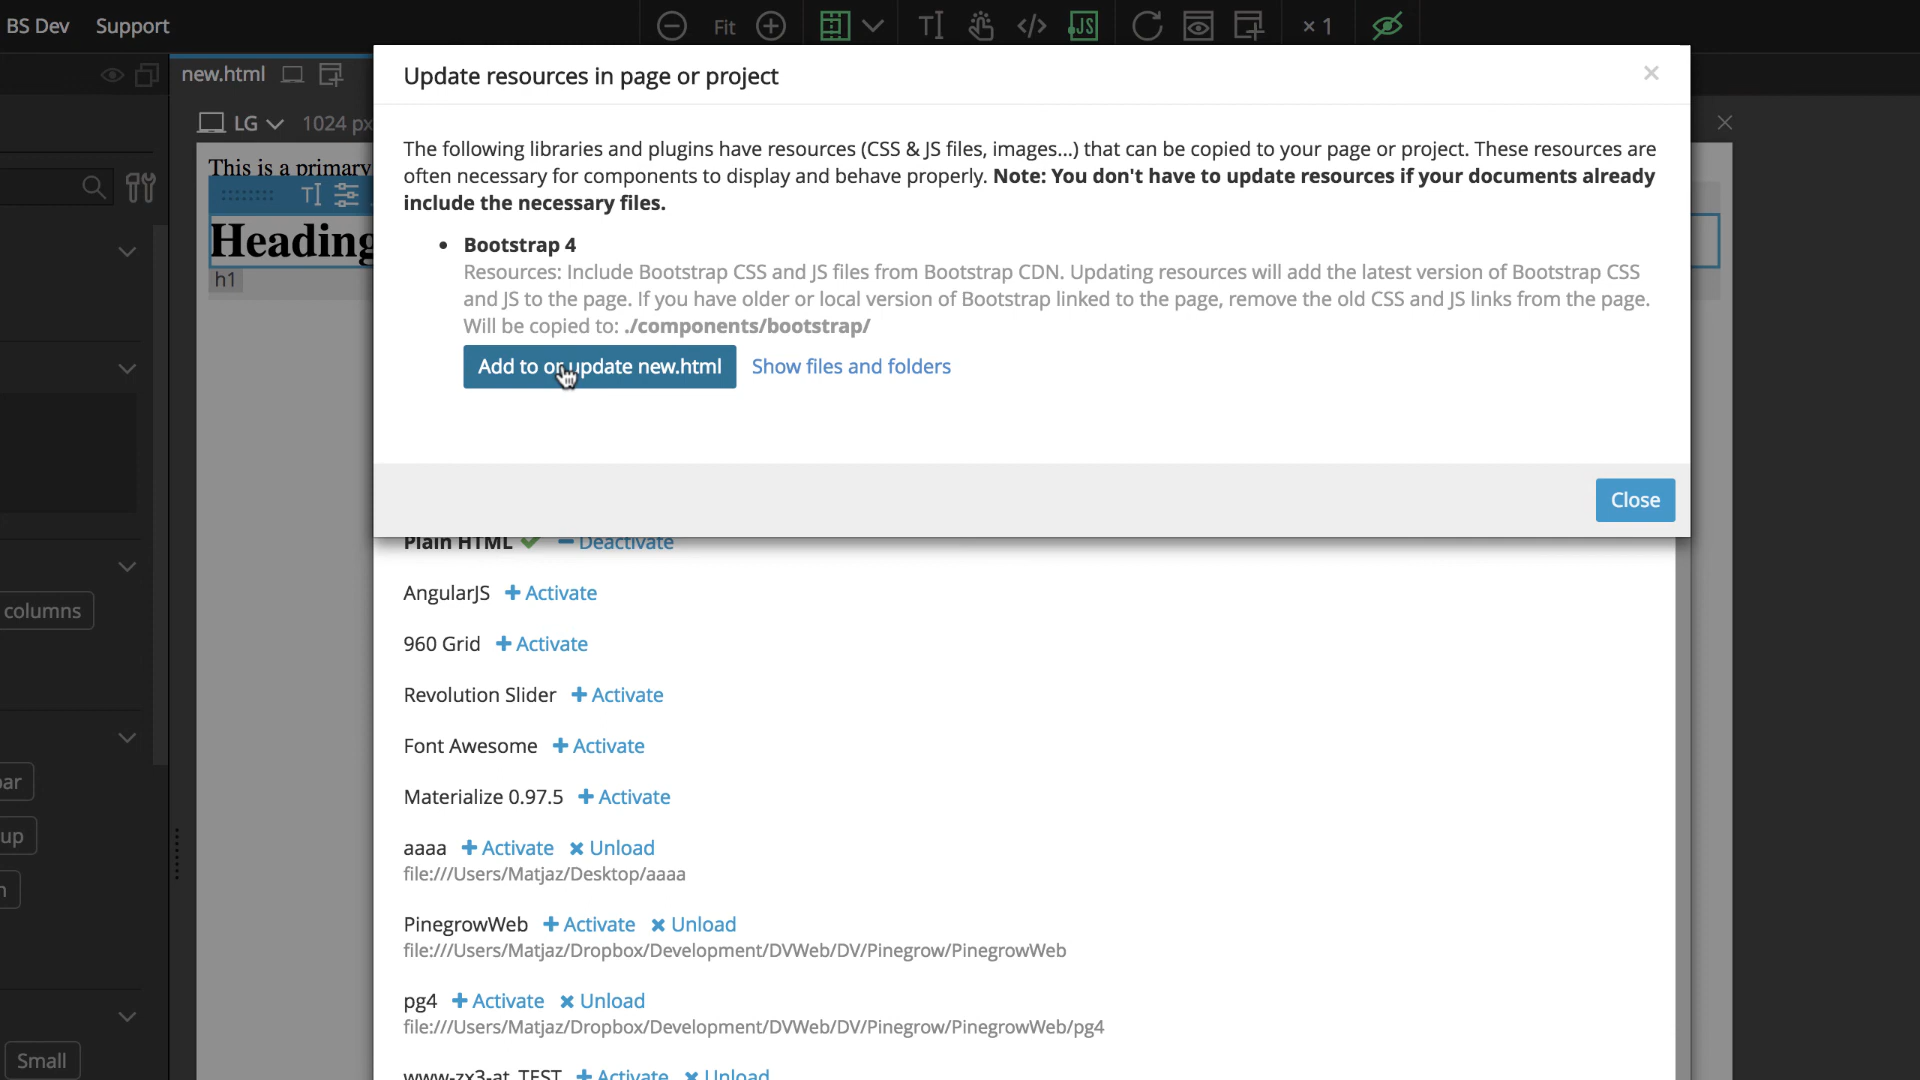 BS Dev Support
Fit
× 1
new.html
LG 1024 px
This is a primary
Heading
h1
columns
up
Small
Update resources in page or project
The following libraries and plugins have resources (CSS & JS files, images...) that can be copied to your page or project. These resources are
often necessary for components to display and behave properly. Note: You don't have to update resources if your documents already
include the necessary files.
• Bootstrap 4
Resources: Include Bootstrap CSS and JS files from Bootstrap CDN. Updating resources will add the latest version of Bootstrap CSS
and JS to the page. If you have older or local version of Bootstrap linked to the page, remove the old CSS and JS links from the page.
Will be copied to: ./components/bootstrap/
Add to or update new.html Show files and folders
Close
Plain HTML Deactivate
AngularJS + Activate
960 Grid + Activate
Revolution Slider + Activate
Font Awesome + Activate
Materialize 0.97.5 + Activate
aaaa + Activate × Unload
file:///Users/Matjaz/Desktop/aaaa
PinegrowWeb + Activate × Unload
file:///Users/Matjaz/Dropbox/Development/DVWeb/DV/Pinegrow/PinegrowWeb
pg4 + Activate × Unload
file:///Users/Matjaz/Dropbox/Development/DVWeb/DV/Pinegrow/PinegrowWeb/pg4
www-zx3-at_TEST + Activate × Unload